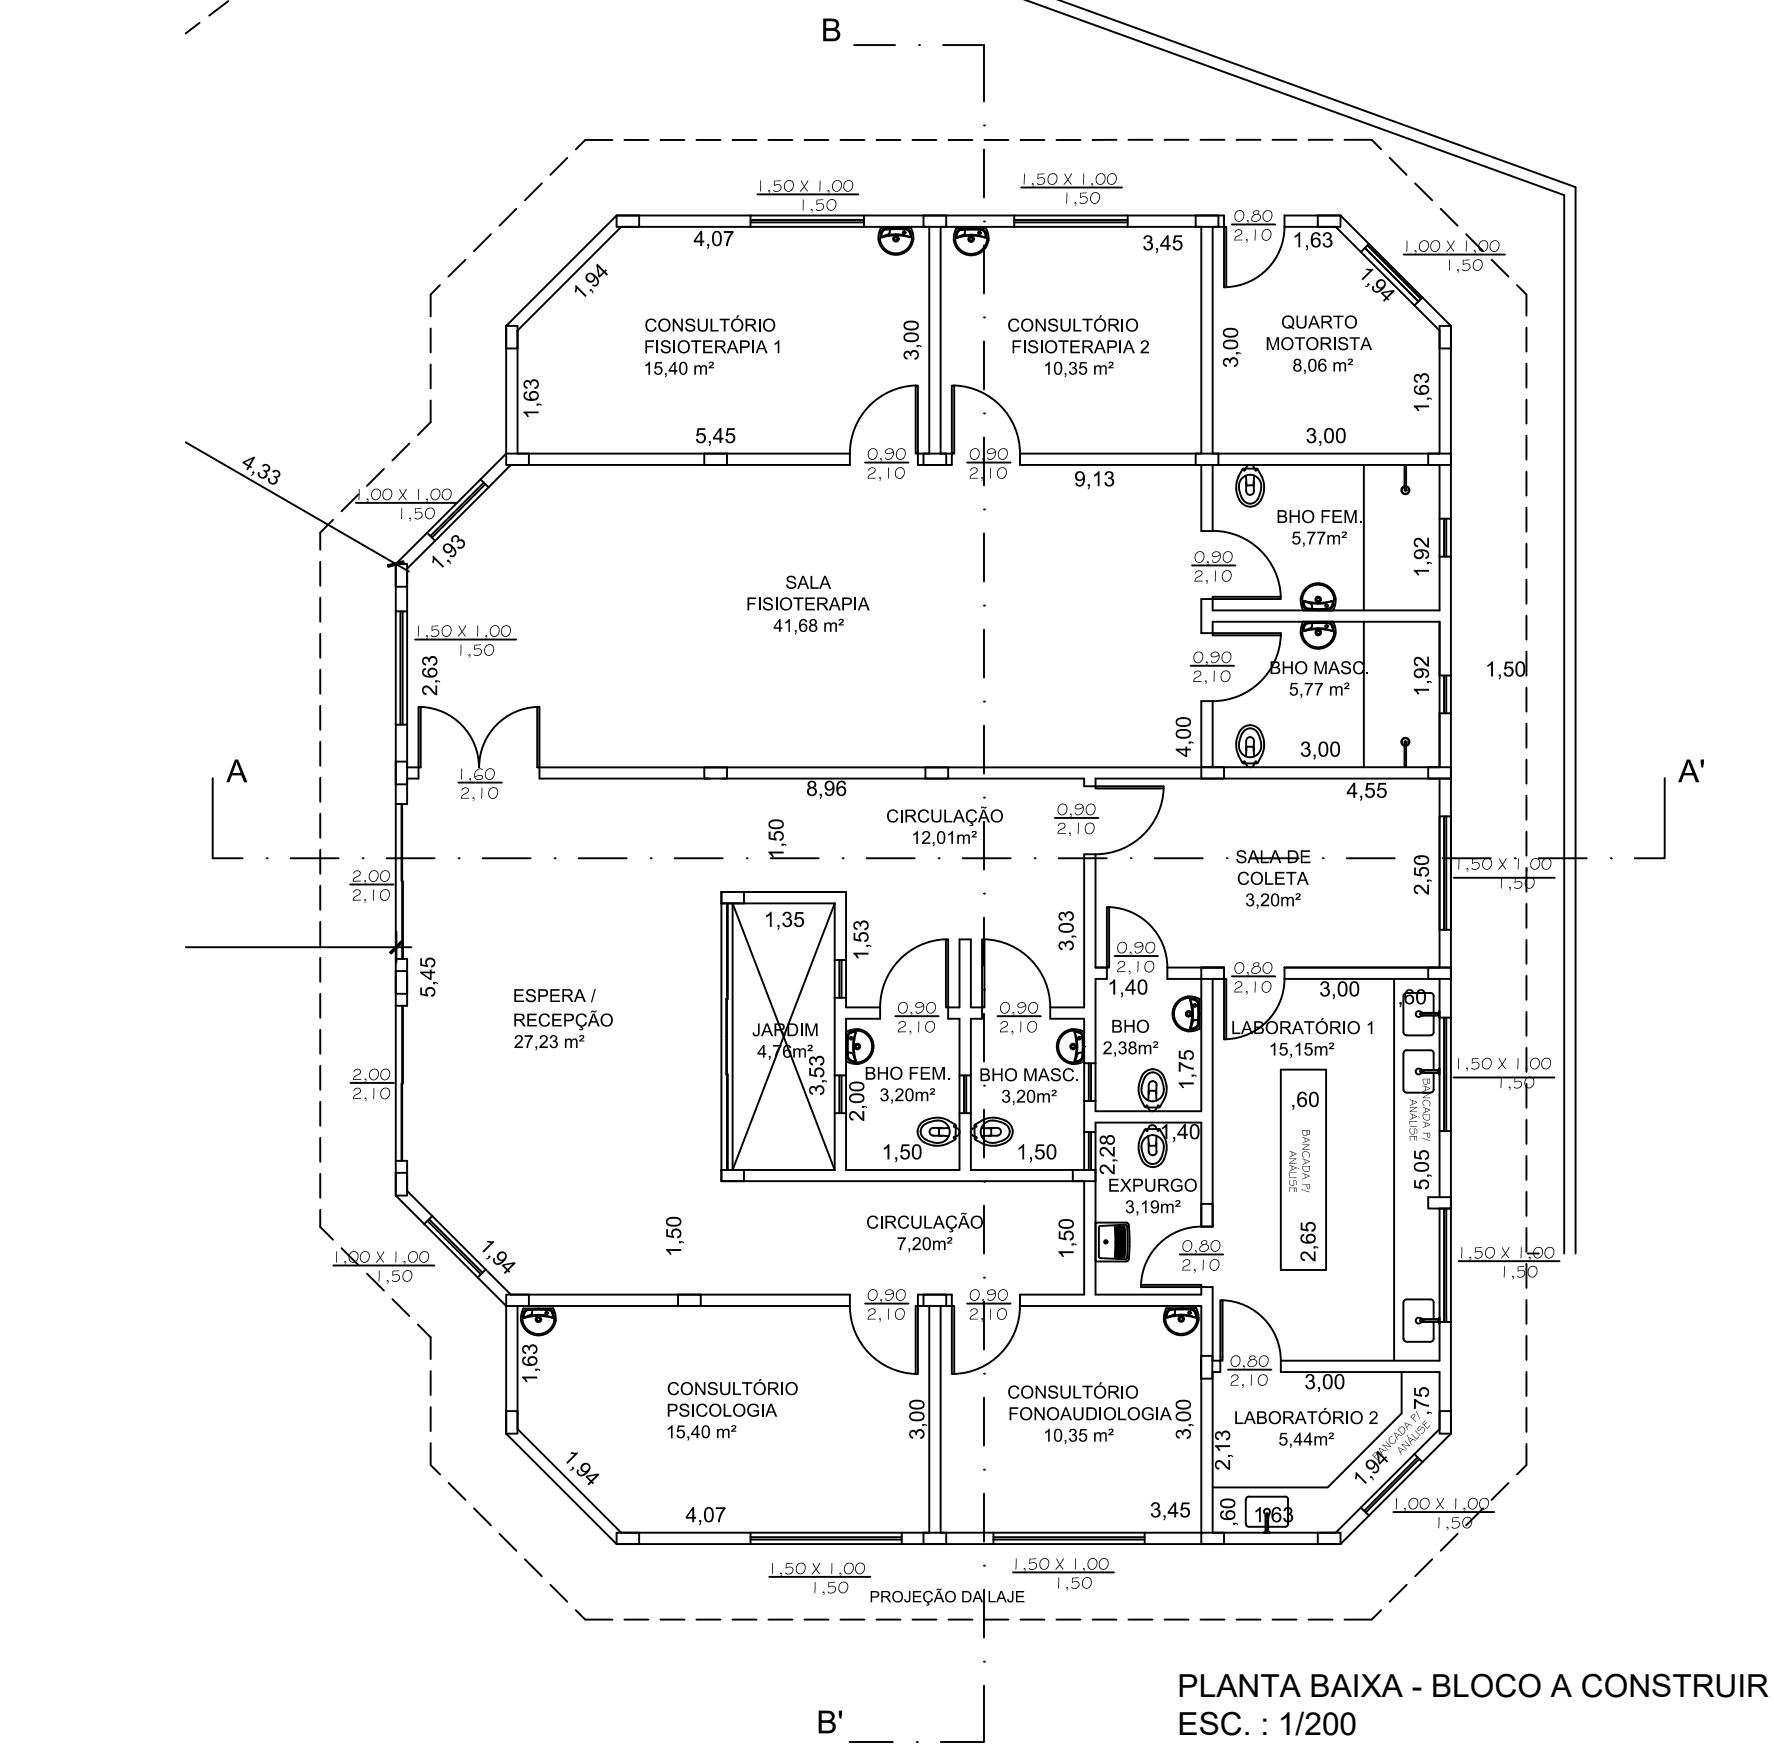 B
1,50 X 1,00
1,50
1,50 X 1,00
1,50
0,80
2,10
4,07
3,45
1,63
1,00 X 1,00
1,50
1,94
1,94
CONSULTÓRIO
FISIOTERAPIA 1
15,40 m²
3,00
CONSULTÓRIO
FISIOTERAPIA 2
10,35 m²
3,00
QUARTO
MOTORISTA
8,06 m²
1,63
1,63
5,45
3,00
0,90
2,10
0,90
2,10
9,13
4,33
1,00 X 1,00
1,50
1,93
BHO FEM.
5,77m²
1,92
0,90
2,10
SALA
FISIOTERAPIA
41,68 m²
1,50 X 1,00
1,50
2,63
0,90
2,10
BHO MASC.
5,77 m²
1,92
1,50
4,00
3,00
A
A'
1,60
2,10
8,96
4,55
CIRCULAÇÃO
12,01m²
0,90
2,10
1,50
SALA DE
COLETA
3,20m²
2,50
1,50 X 1,00
1,50
2,00
2,10
1,35
1,53
3,03
0,90
2,10
5,45
0,80
2,10
1,40
3,00
,60
ESPERA /
RECEPÇÃO
27,23 m²
0,90
2,10
0,90
2,10
JARDIM
4,76m²
3,53
BHO
2,38m²
1,75
LABORATÓRIO 1
15,15m²
1,50 X 1,00
1,50
2,00
2,10
BHO FEM.
3,20m²
2,00
BHO MASC.
3,20m²
,60
BANCADA P/
ANÁLISE
BANCADA P/
ANÁLISE
1,50
1,50
2,28
1,40
5,05
EXPURGO
3,19m²
1,50
CIRCULAÇÃO
7,20m²
1,50
2,65
0,80
2,10
1,94
1,00 X 1,00
1,50
1,50 X 1,00
1,50
0,90
2,10
0,90
2,10
1,63
0,80
2,10
3,00
CONSULTÓRIO
PSICOLOGIA
15,40 m²
3,00
CONSULTÓRIO
FONOAUDIOLOGIA
10,35 m²
3,00
LABORATÓRIO 2
5,44m²
,75
BANCADA P/
ANÁLISE
2,13
1,94
1,94
4,07
3,45
,60
1,63
1,00 X 1,00
1,50
1,50 X 1,00
1,50
1,50 X 1,00
1,50
PROJEÇÃO DA LAJE
B'
PLANTA BAIXA - BLOCO A CONSTRUIR
ESC. : 1/200